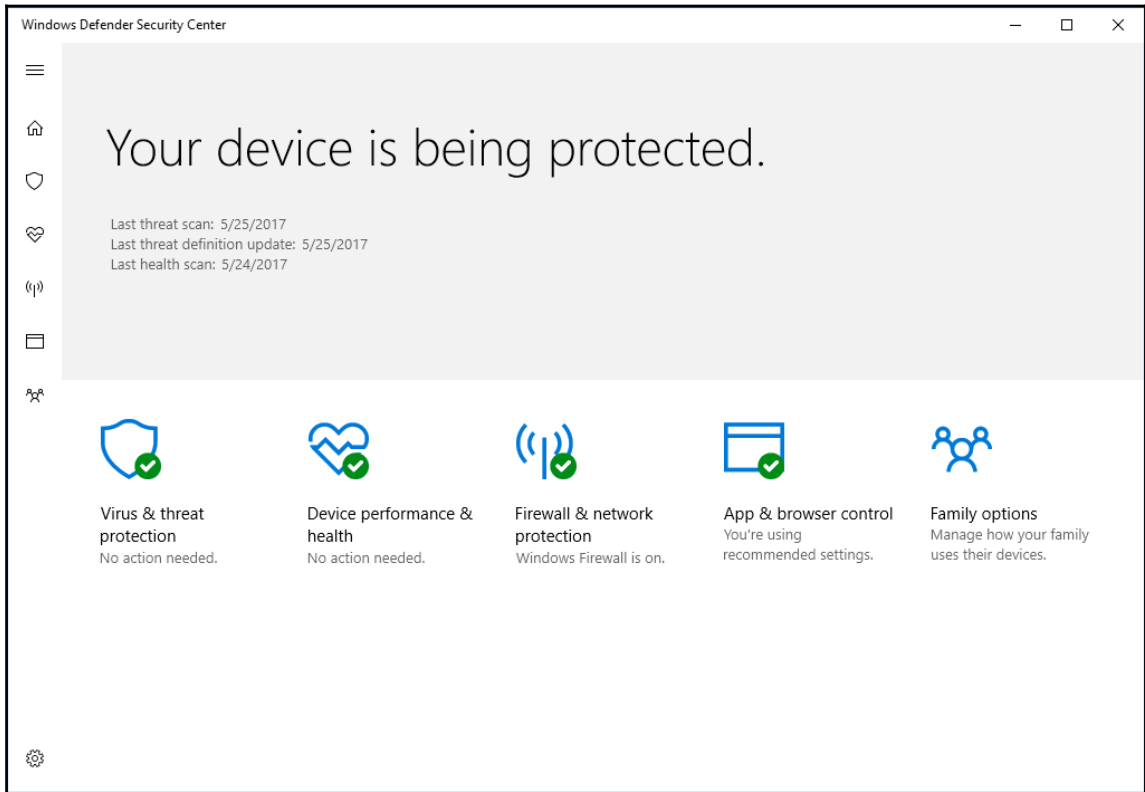 Windows Defender Security Center
Your device is being protected.
Last threat scan: 5/25/2017
Last threat definition update: 5/25/2017
Last health scan: 5/24/2017
Virus & threat
protection
No action needed.
Device performance &
health
No action needed.
Firewall & network
protection
Windows Firewall is on.
App & browser control
You're using
recommended settings.
Family options
Manage how your family
uses their devices.